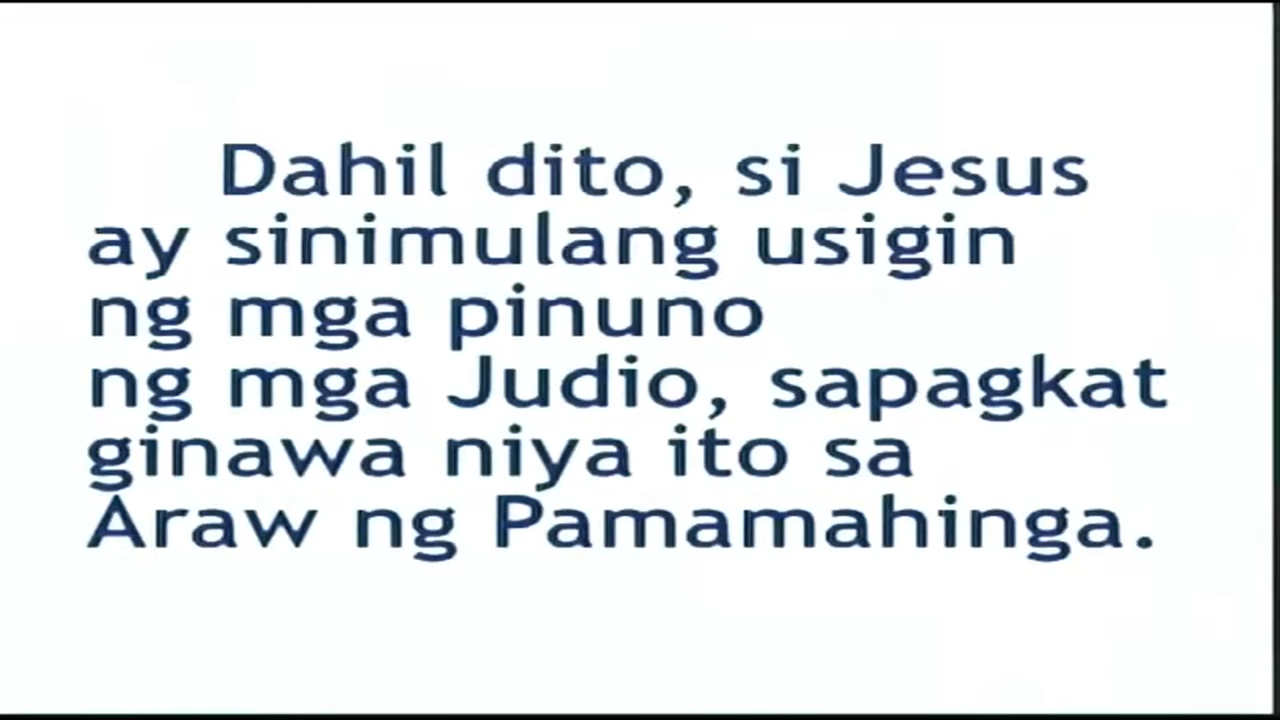 Dahil dito, si Jesus
ay sinimulang usigin
ng mga pinuno
ng mga Judio, sapagkat
ginawa niya ito sa
Araw ng Pamamahinga.